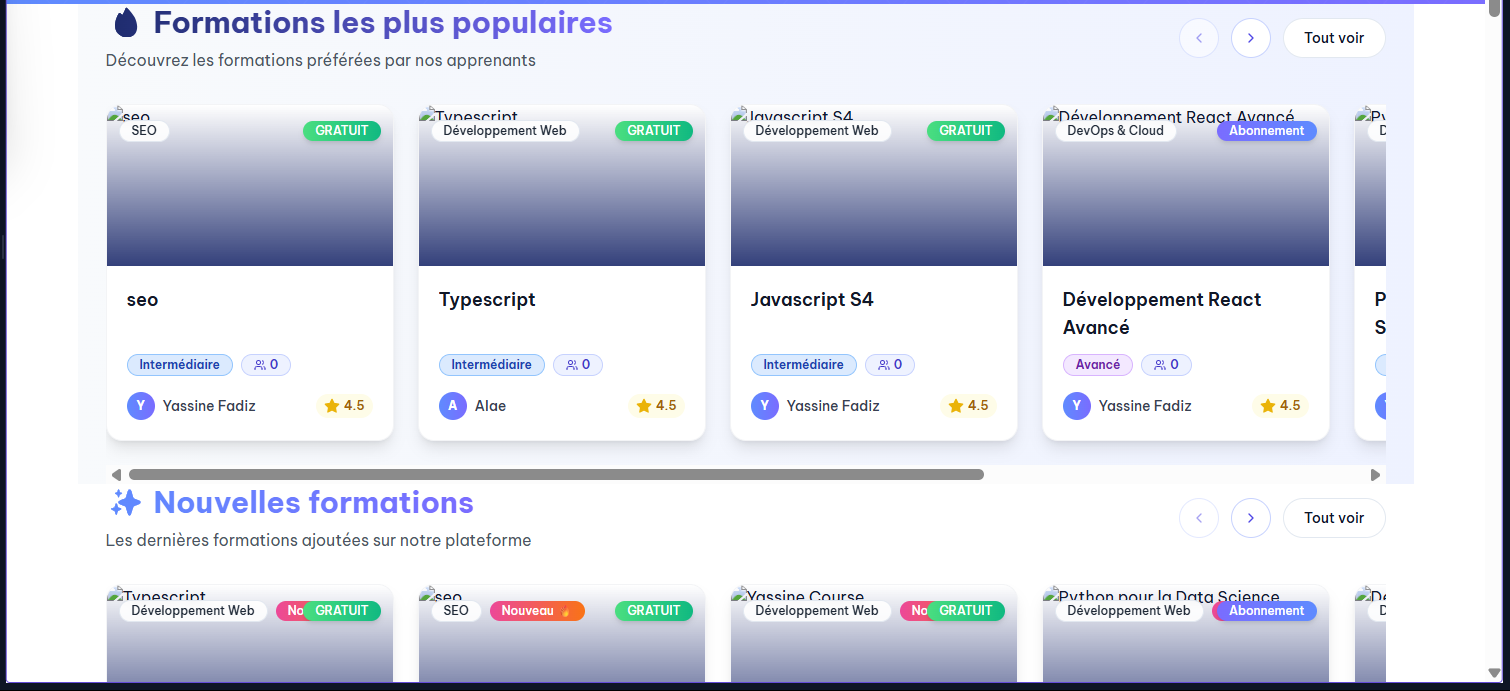 Formations les plus populaires
Découvrez les formations préférées par nos apprenants
Tout voir
seo
SEO
GRATUIT
Typescript
Développement Web
GRATUIT
Javascript S4
Développement Web
GRATUIT
Développement React Avancé
DevOps & Cloud
Abonnement
seo
Intermédiaire
0
Y
Yassine Fadiz
4.5
Typescript
Intermédiaire
0
A
Alae
4.5
Javascript S4
Intermédiaire
0
Y
Yassine Fadiz
4.5
Développement React
Avancé
Avancé
0
Y
Yassine Fadiz
4.5
Nouvelles formations
Les dernières formations ajoutées sur notre plateforme
Tout voir
Typescript
Développement Web
GRATUIT
seo
SEO
Nouveau 🔥
GRATUIT
Yassine Course
Développement Web
GRATUIT
Python pour la Data Science
Développement Web
Abonnement